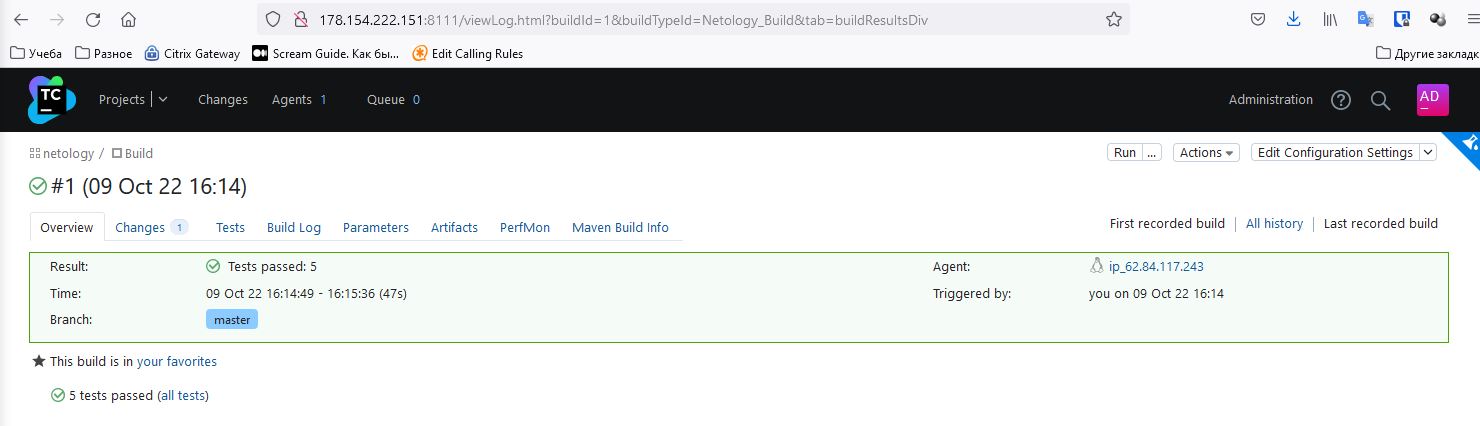 178.154.222.151:8111/viewLog.html?buildId=1&buildTypeId=Netology_Build&tab=buildResultsDiv
Учеба Разное Citrix Gateway Scream Guide. Как бы... Edit Calling Rules Другие закладк
TC Projects Changes Agents 1 Queue 0 Administration AD
netology / Build Run ... Actions Edit Configuration Settings
#1 (09 Oct 22 16:14)
Overview Changes 1 Tests Build Log Parameters Artifacts PerfMon Maven Build Info First recorded build All history Last recorded build
Result: Tests passed: 5 Agent: ip_62.84.117.243
Time: 09 Oct 22 16:14:49 - 16:15:36 (47s) Triggered by: you on 09 Oct 22 16:14
Branch: master
This build is in your favorites
5 tests passed (all tests)